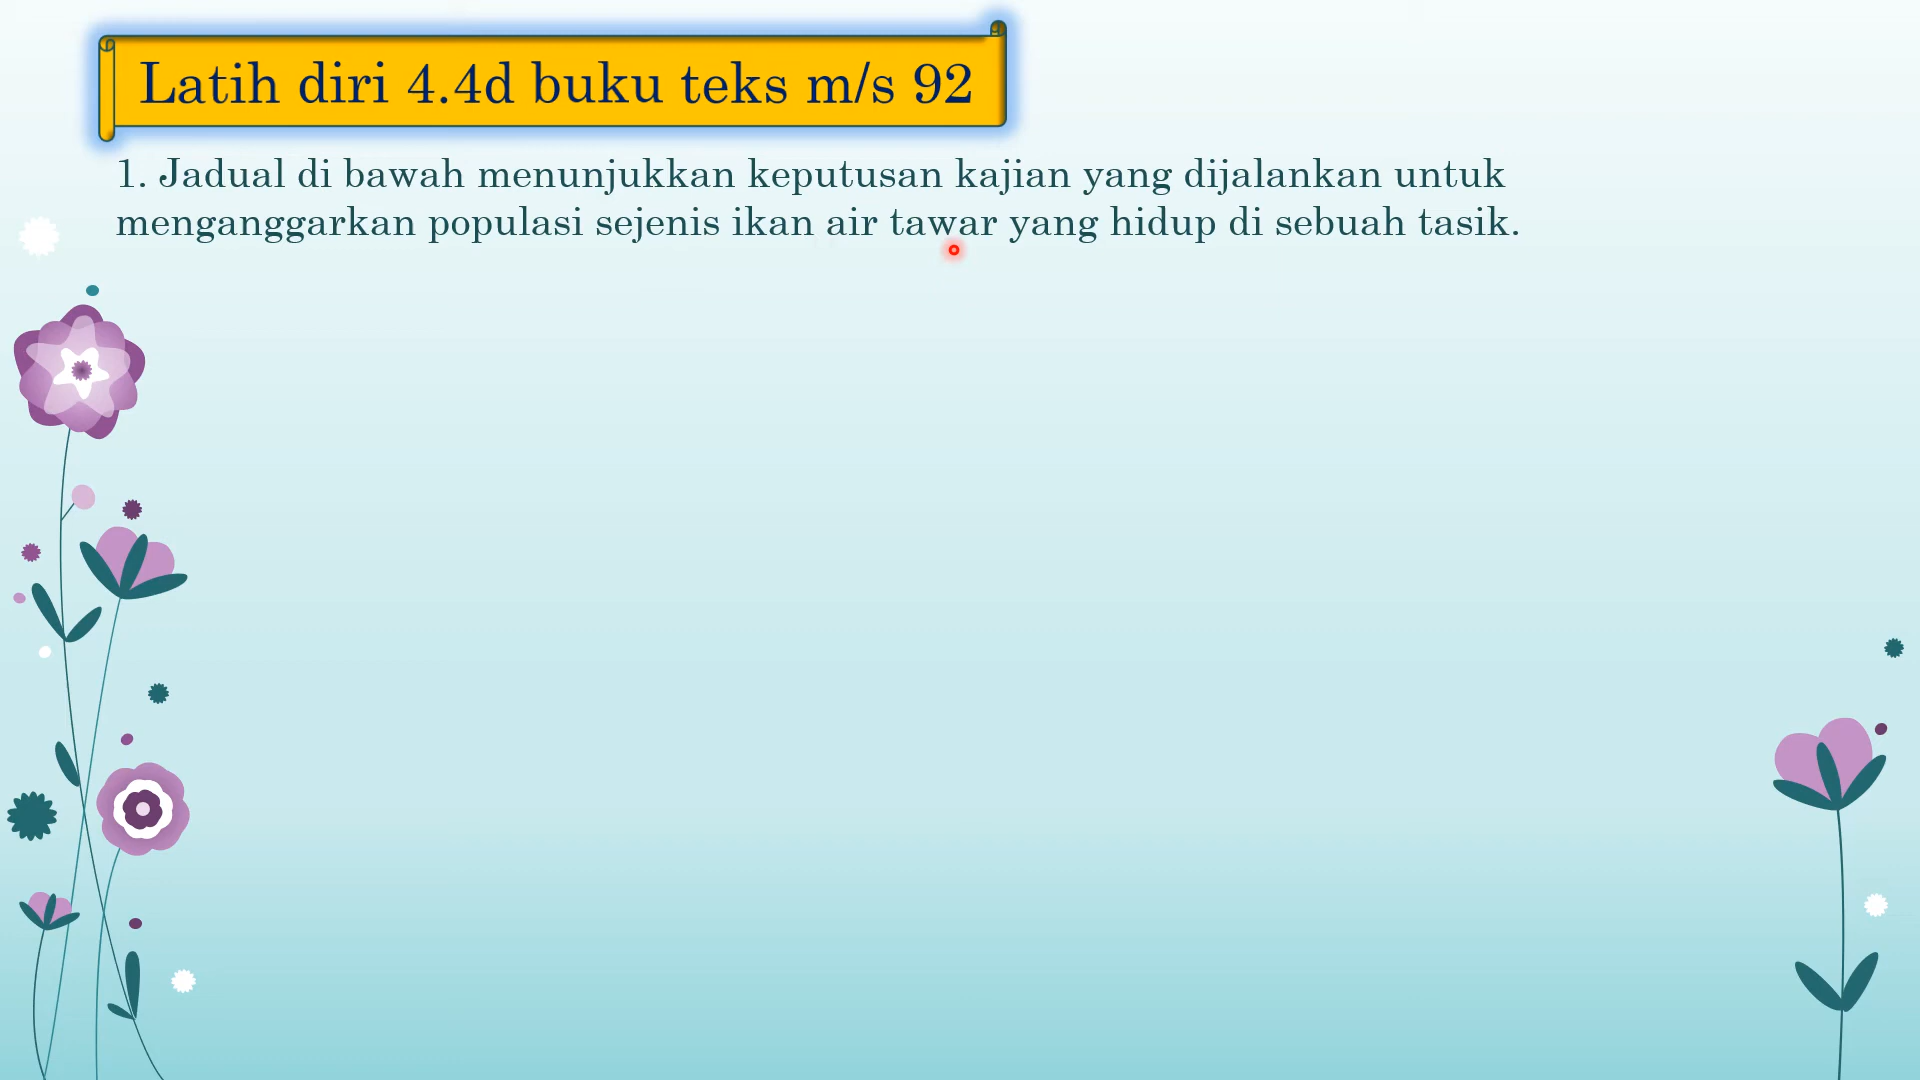 Latih diri 4.4d buku teks m/s 92
1. Jadual di bawah menunjukkan keputusan kajian yang dijalankan untuk
menganggarkan populasi sejenis ikan air tawar yang hidup di sebuah tasik.